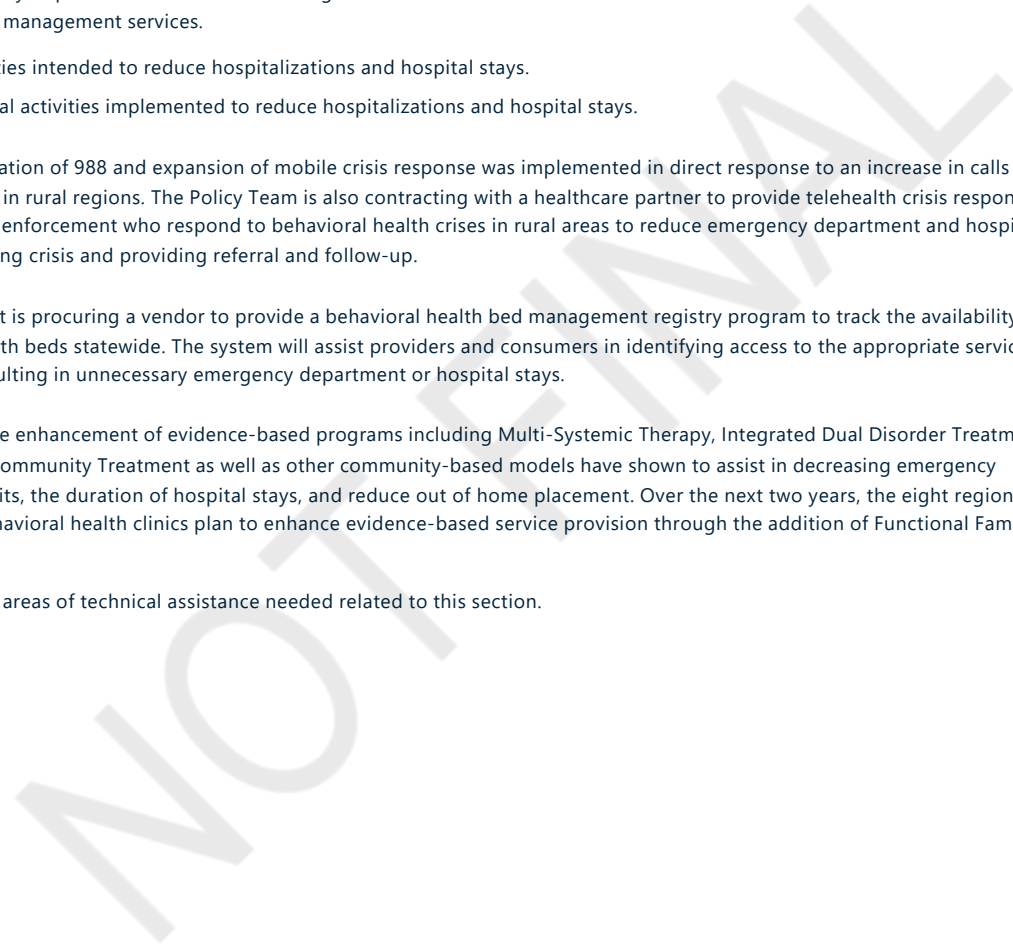 management services.
ties intended to reduce hospitalizations and hospital stays.
al activities implemented to reduce hospitalizations and hospital stays.
ation of 988 and expansion of mobile crisis response was implemented in direct response to an increase in calls
in rural regions. The Policy Team is also contracting with a healthcare partner to provide telehealth crisis respon
enforcement who respond to behavioral health crises in rural areas to reduce emergency department and hospi
ng crisis and providing referral and follow-up.
t is procuring a vendor to provide a behavioral health bed management registry program to track the availability
th beds statewide. The system will assist providers and consumers in identifying access to the appropriate servic
ulting in unnecessary emergency department or hospital stays.
e enhancement of evidence-based programs including Multi-Systemic Therapy, Integrated Dual Disorder Treatm
ommunity Treatment as well as other community-based models have shown to assist in decreasing emergency
its, the duration of hospital stays, and reduce out of home placement. Over the next two years, the eight region
havioral health clinics plan to enhance evidence-based service provision through the addition of Functional Fam
areas of technical assistance needed related to this section.
NOT FINAL